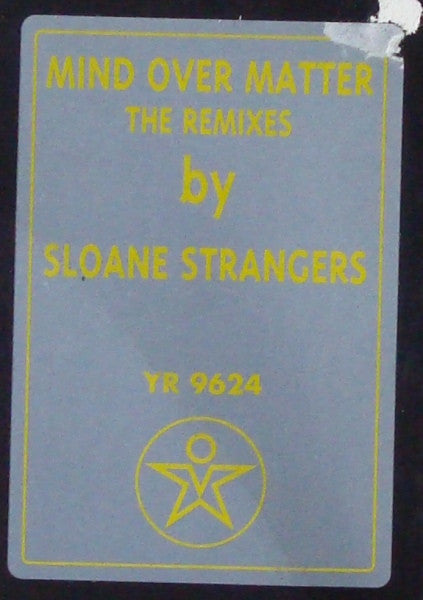 MIND OVER MATTER
THE REMIXES
by
SLOANE STRANGERS
YR 9624